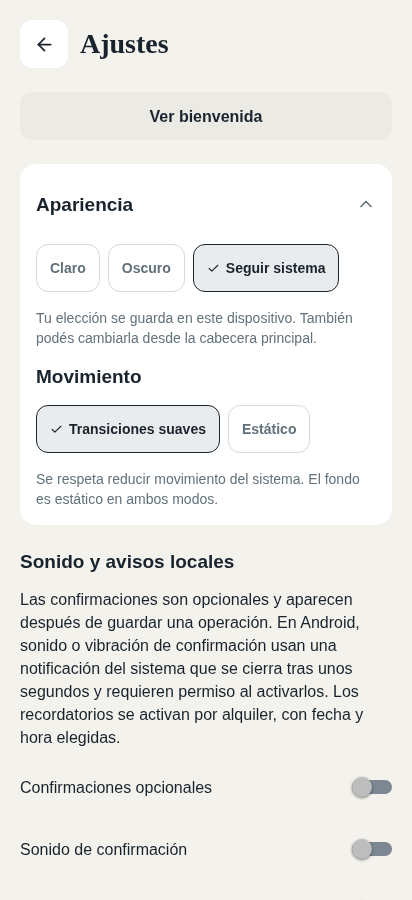 Ajustes
Ver bienvenida
Apariencia
Claro
Oscuro
Seguir sistema
Tu elección se guarda en este dispositivo. También
podés cambiarla desde la cabecera principal.
Movimiento
Transiciones suaves
Estático
Se respeta reducir movimiento del sistema. El fondo
es estático en ambos modos.
Sonido y avisos locales
Las confirmaciones son opcionales y aparecen
después de guardar una operación. En Android,
sonido o vibración de confirmación usan una
notificación del sistema que se cierra tras unos
segundos y requieren permiso al activarlos. Los
recordatorios se activan por alquiler, con fecha y
hora elegidas.
Confirmaciones opcionales
Sonido de confirmación